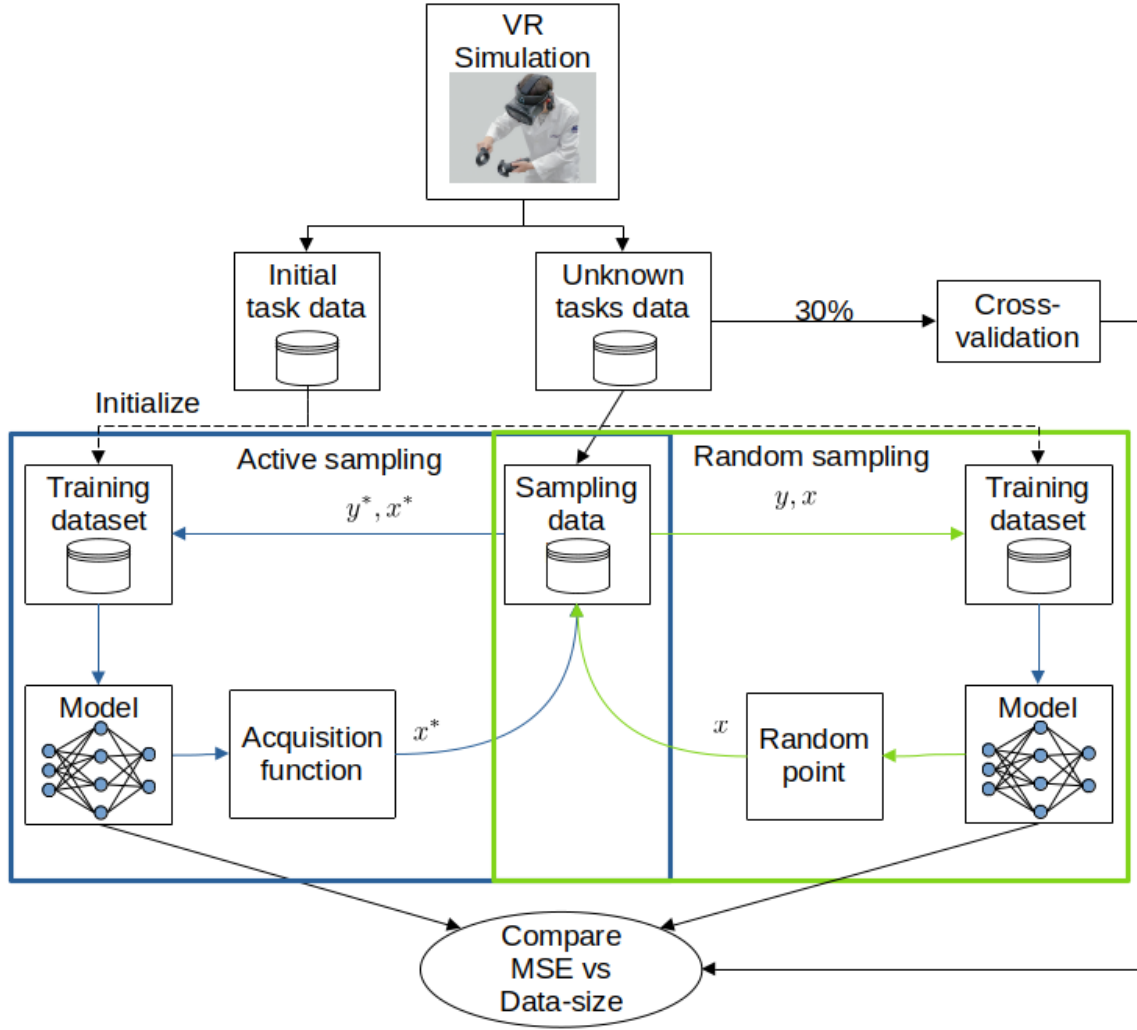 VR
Simulation
Initial
task data
Unknown
tasks data
30%
Cross-
validation
Initialize
Active sampling
Random sampling
Training
dataset
y*, x*
Sampling
data
y, x
Training
dataset
Model
Acquisition
function
x*
x
Random
point
Model
Compare
MSE vs
Data-size